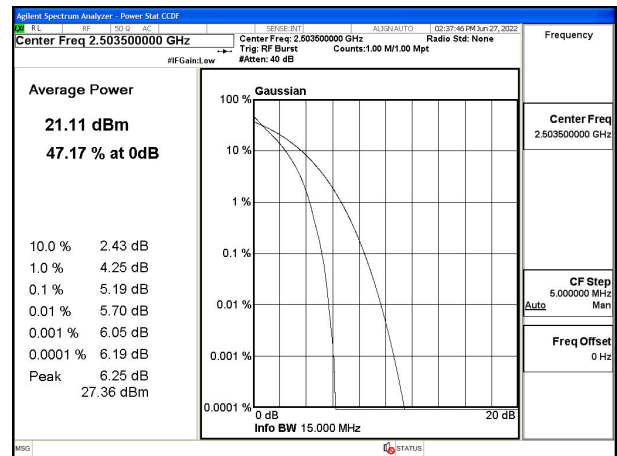 Agilent Spectrum Analyzer - Power Stat CCDF
RL RF 50 Ω AC SENSE:INT ALIGNAUTO 02:37:46 PM Jun 27, 2022
Center Freq 2.503500000 GHz
Center Freq: 2.503500000 GHz Radio Std: None
Trig: RF Burst Counts:1.00 M/1.00 Mpt
#IFGain:Low #Atten: 40 dB
Frequency
Average Power
21.11 dBm
47.17 % at 0dB
10.0 % 2.43 dB
1.0 % 4.25 dB
0.1 % 5.19 dB
0.01 % 5.70 dB
0.001 % 6.05 dB
0.0001 % 6.19 dB
Peak 6.25 dB
27.36 dBm
Gaussian
100 %
10 %
1 %
0.1 %
0.01 %
0.001 %
0.0001 %
0 dB 20 dB
Info BW 15.000 MHz
Center Freq
2.503500000 GHz
CF Step
5.000000 MHz
Auto Man
Freq Offset
0 Hz
MSG STATUS